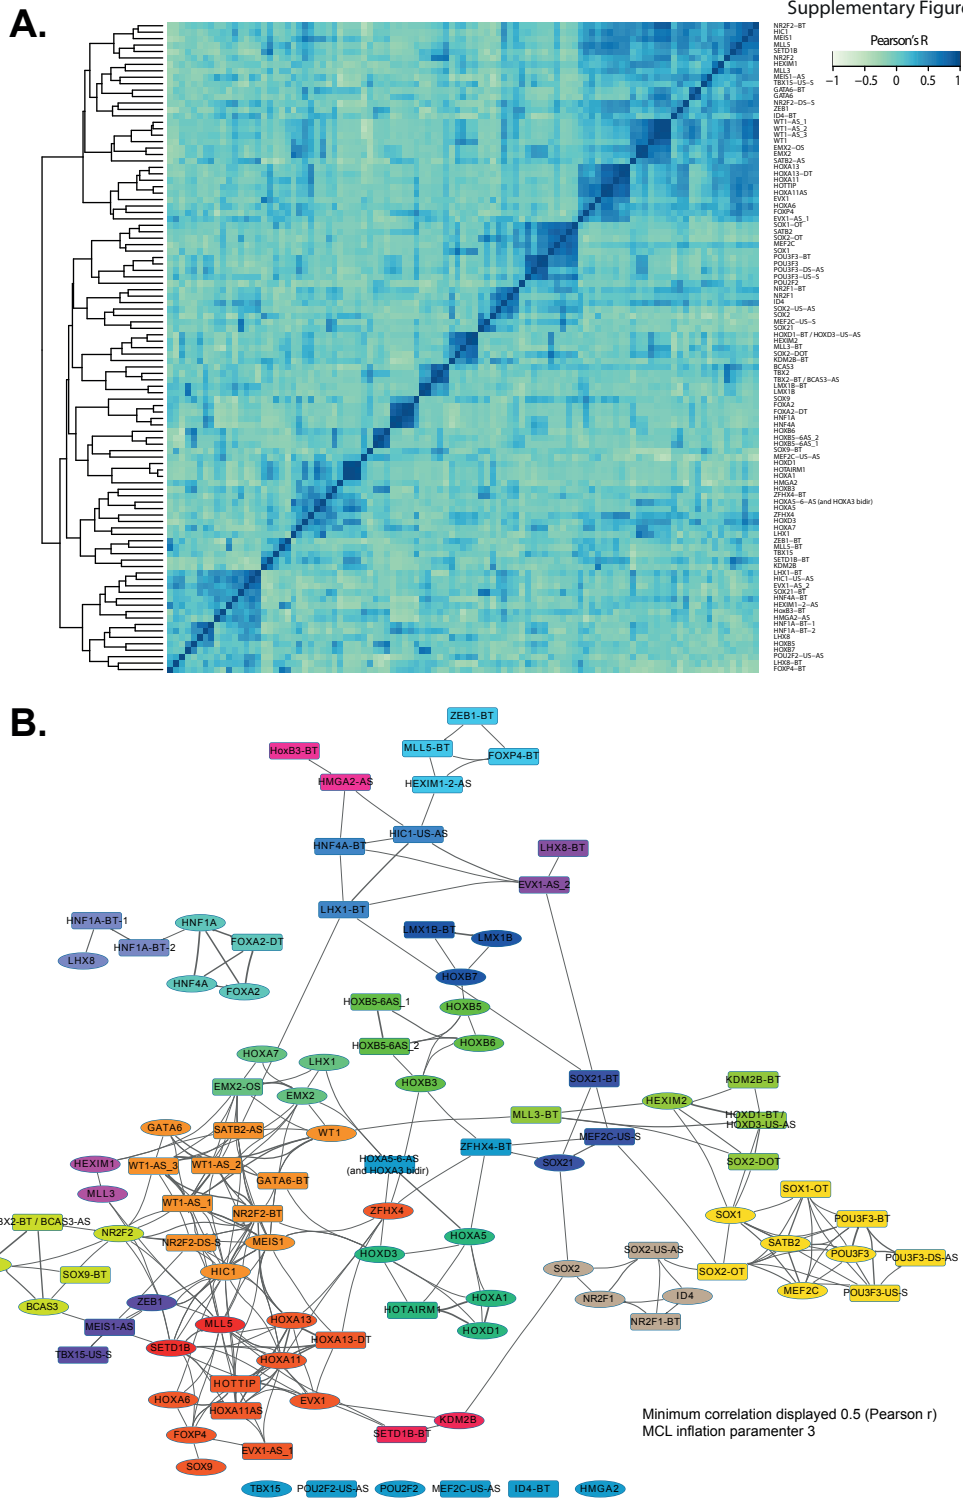 A.
Supplementary Figure
Pearson's R
−1 −0.5 0 0.5 1
NR2F2−BT
HIC1
MEIS1
MLL5
SETD1B
NR2F2
HEXIM1
MLL3
MEIS1−AS
TBX15−US−S
GATA6−BT
GATA6
NR2F2−DS−S
ZEB1
ID4−BT
WT1−AS_1
WT1−AS_2
WT1−AS_3
WT1
EMX2−OS
EMX2
SATB2−AS
HOXA13
HOXA13−DT
HOXA11
HOTTIP
HOXA11AS
EVX1
HOXA6
FOXP4
EVX1−AS_1
SOX1−OT
SATB2
SOX2−OT
MEF2C
SOX1
POU3F3−BT
POU3F3
POU3F3−DS−AS
POU3F3−US−S
POU2F2
NR2F1−BT
NR2F1
ID4
SOX2−US−AS
SOX2
MEF2C−US−S
SOX21
HOXD1−BT / HOXD3−US−AS
HEXIM2
MLL3−BT
SOX2−DOT
KDM2B−BT
BCAS3
TBX2
TBX2−BT / BCAS3−AS
LMX1B−BT
LMX1B
SOX9
FOXA2
FOXA2−DT
HNF1A
HNF4A
HOXB6
HOXB5−6AS_2
HOXB5−6AS_1
SOX9−BT
MEF2C−US−AS
HOXD1
HOTAIRM1
HOXA1
HMGA2
HOXB3
ZFHX4−BT
HOXA5−6−AS (and HOXA3 bidir)
HOXA5
ZFHX4
HOXD3
HOXA7
LHX1
ZEB1−BT
MLL5−BT
TBX15
SETD1B−BT
KDM2B
LHX1−BT
HIC1−US−AS
EVX1−AS_2
SOX21−BT
HNF4A−BT
HEXIM1−2−AS
HoxB3−BT
HMGA2−AS
HNF1A−BT−1
HNF1A−BT−2
LHX8
HOXB5
HOXB7
POU2F2−US−AS
LHX8−BT
FOXP4−BT
B.
ZEB1-BT
HoxB3-BT
MLL5-BT
FOXP4-BT
HMGA2-AS
HEXIM1-2-AS
HIC1-US-AS
HNF4A-BT
LHX8-BT
EVX1-AS_2
LHX1-BT
HNF1A-BT-1
HNF1A
LMX1B-BT
LMX1B
FOXA2-DT
HNF1A-BT-2
LHX8
HOXB7
HNF4A
FOXA2
HOXB5-6AS_1
HOXB5
HOXB6
HOXB5-6AS_2
HOXA7
LHX1
SOX21-BT
KDM2B-BT
EMX2-OS
HOXB3
EMX2
HEXIM2
MLL3-BT
HOXD1-BT /
HOXD3-US-AS
GATA6
SATB2-AS
WT1
MEF2C-US-S
ZFHX4-BT
HEXIM1
WT1-AS_3
WT1-AS_2
HOXA5-6-AS
(and HOXA3 bidir)
SOX21
SOX2-DOT
GATA6-BT
MLL3
SOX1-OT
WT1-AS_1
ZFHX4
NR2F2-BT
SOX1
BX2-BT / BCAS3-AS
POU3F3-BT
NR2F2
HOXA5
NR2F2-DS-S
MEIS1
SATB2
HOXD3
SOX2-US-AS
POU3F3
POU3F3-DS-AS
SOX9-BT
HIC1
SOX2
SOX2-OT
MEF2C
POU3F3-US-S
ZEB1
NR2F1
ID4
HOXA1
BCAS3
HOTAIRM1
MEIS1-AS
MLL5
HOXA13
NR2F1-BT
HOXD1
HOXA13-DT
TBX15-US-S
SETD1B
HOXA11
HOTTIP
HOXA6
EVX1
HOXA11AS
KDM2B
Minimum correlation displayed 0.5 (Pearson r)
MCL inflation paramenter 3
FOXP4
SETD1B-BT
EVX1-AS_1
SOX9
TBX15
POU2F2-US-AS
POU2F2
MEF2C-US-AS
ID4-BT
HMGA2